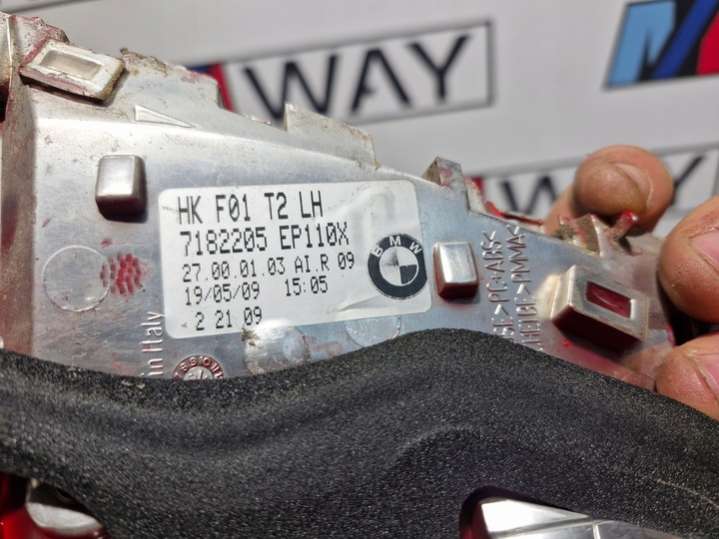 WAY
HK F01 T2 LH
7182205 EP110X
27.00.01.03 AI.R 09
19/05/09 15:05
2 21 09
BMW
in Italy
>PC+ABS<
>PMMA<